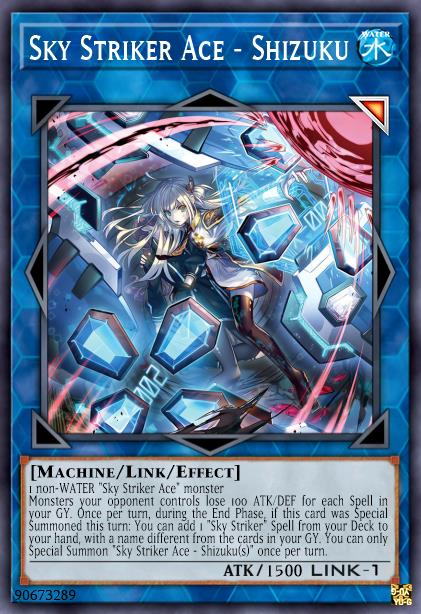 Sky Striker Ace - Shizuku
WATER
水
002
[Machine/Link/Effect]
1 non-WATER "Sky Striker Ace" monster
Monsters your opponent controls lose 100 ATK/DEF for each Spell in
your GY. Once per turn, during the End Phase, if this card was Special
Summoned this turn: You can add 1 "Sky Striker" Spell from your Deck to
your hand, with a name different from the cards in your GY. You can only
Special Summon "Sky Striker Ace - Shizuku(s)" once per turn.
ATK/1500 LINK-1
90673289